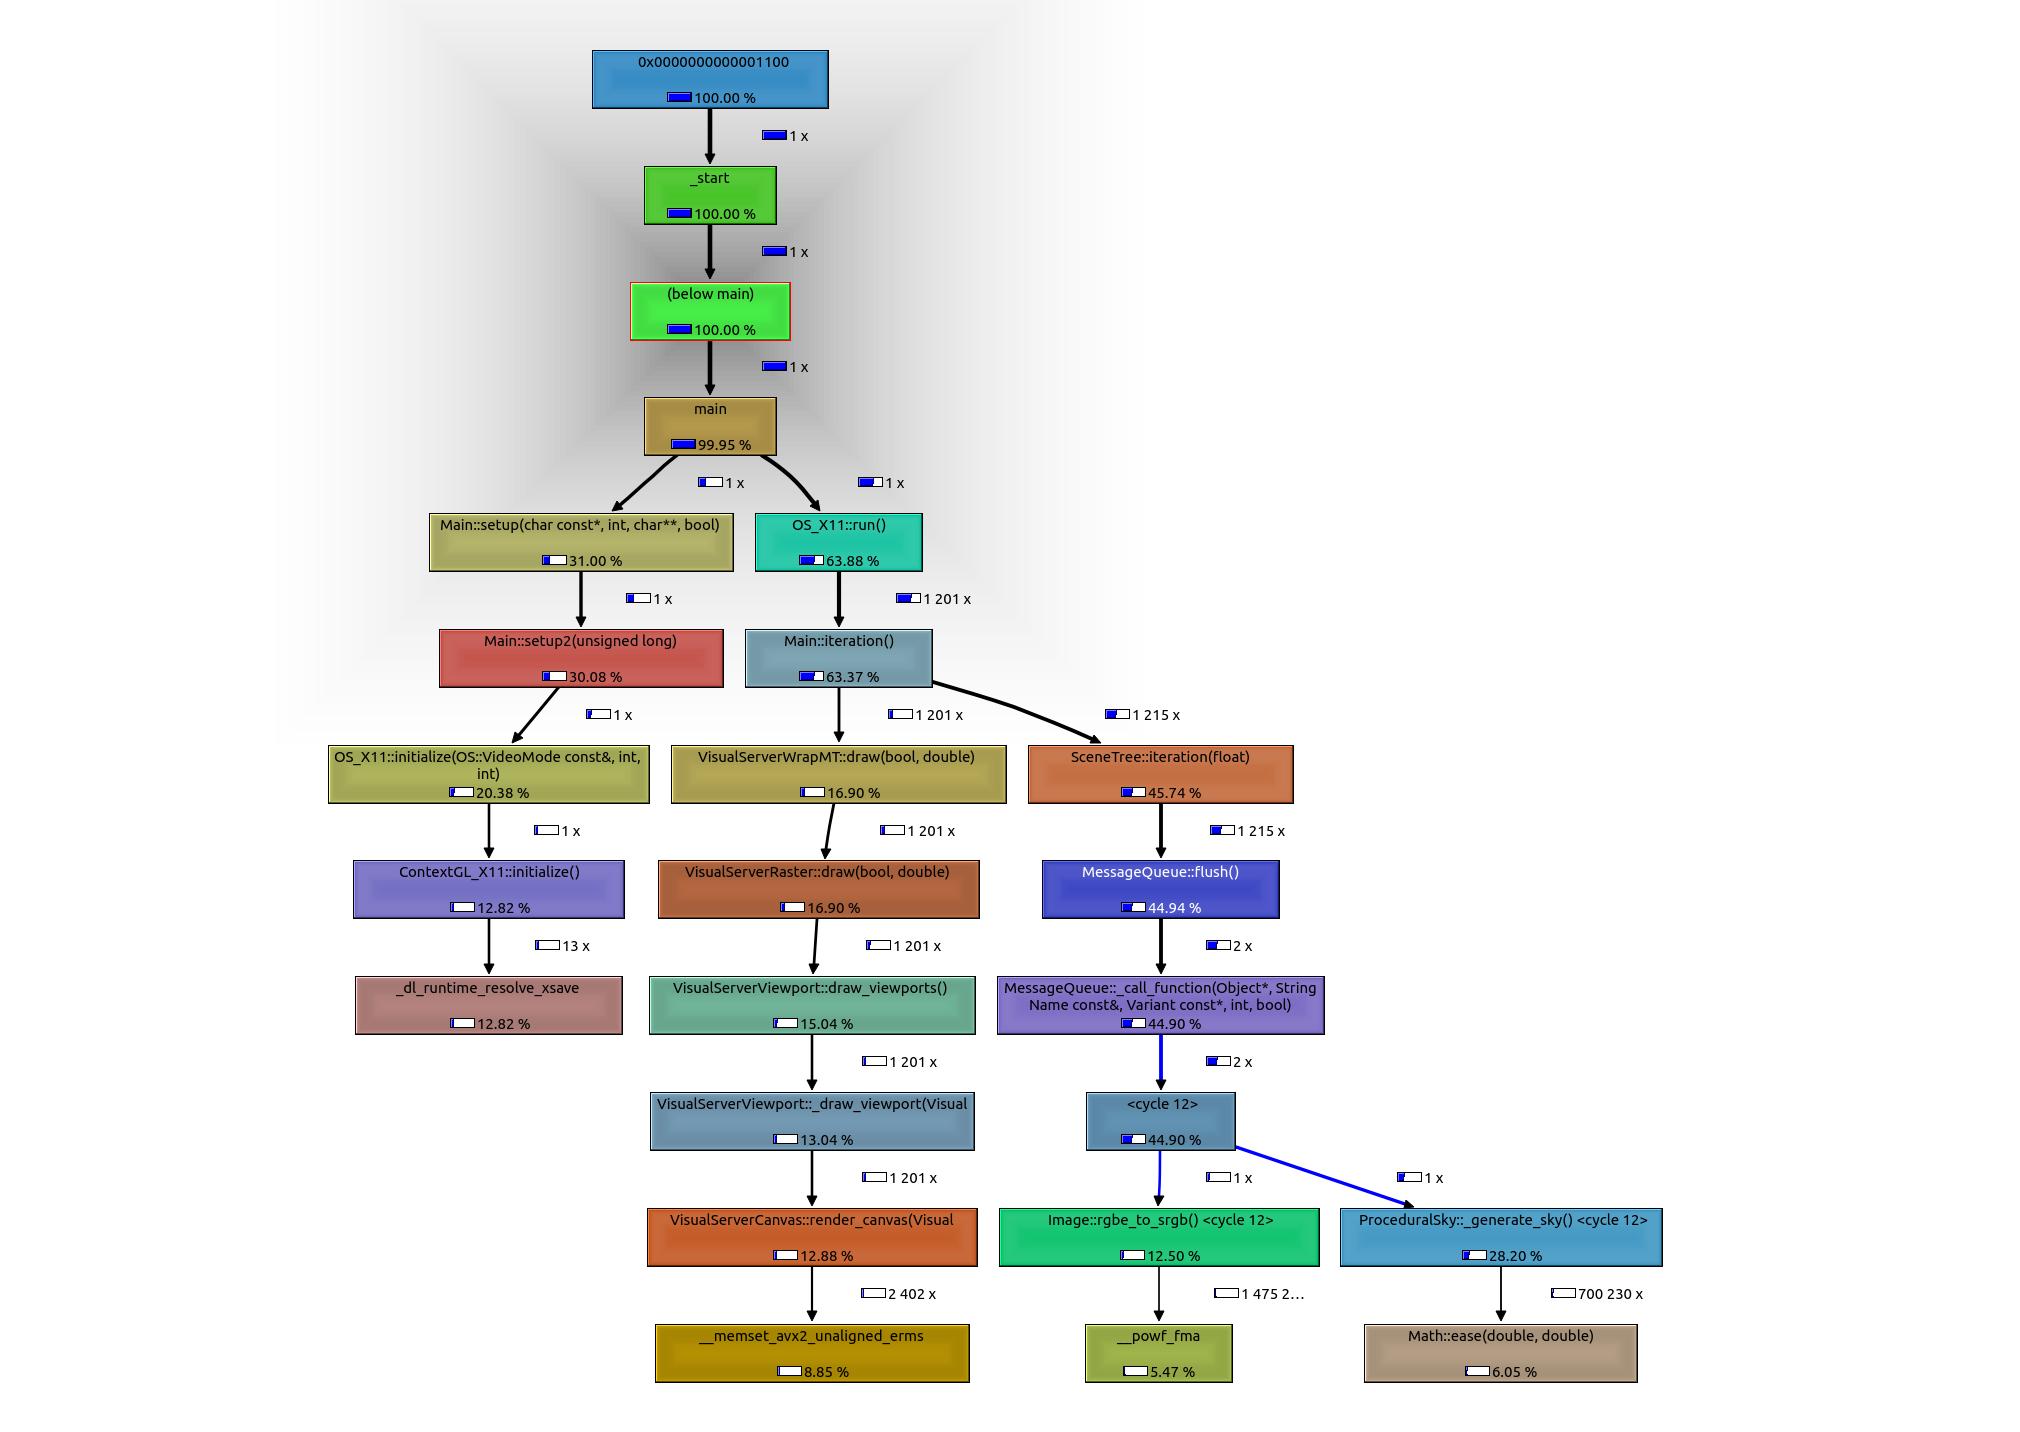 0x0000000000001100
100.00 %
1 x
_start
100.00 %
1 x
(below main)
100.00 %
1 x
main
99.95 %
1 x
1 x
Main::setup(char const*, int, char**, bool)
31.00 %
OS_X11::run()
63.88 %
1 x
1 201 x
Main::setup2(unsigned long)
30.08 %
Main::iteration()
63.37 %
1 x
1 201 x
1 215 x
OS_X11::initialize(OS::VideoMode const&, int,
int)
20.38 %
VisualServerWrapMT::draw(bool, double)
16.90 %
SceneTree::iteration(float)
45.74 %
1 x
1 201 x
1 215 x
ContextGL_X11::initialize()
12.82 %
VisualServerRaster::draw(bool, double)
16.90 %
MessageQueue::flush()
44.94 %
13 x
1 201 x
2 x
_dl_runtime_resolve_xsave
12.82 %
VisualServerViewport::draw_viewports()
15.04 %
MessageQueue::_call_function(Object*, String
Name const&, Variant const*, int, bool)
44.90 %
1 201 x
2 x
VisualServerViewport::_draw_viewport(Visual
13.04 %
<cycle 12>
44.90 %
1 201 x
1 x
1 x
VisualServerCanvas::render_canvas(Visual
12.88 %
Image::rgbe_to_srgb() <cycle 12>
12.50 %
ProceduralSky::_generate_sky() <cycle 12>
28.20 %
2 402 x
1 475 2…
700 230 x
__memset_avx2_unaligned_erms
8.85 %
__powf_fma
5.47 %
Math::ease(double, double)
6.05 %